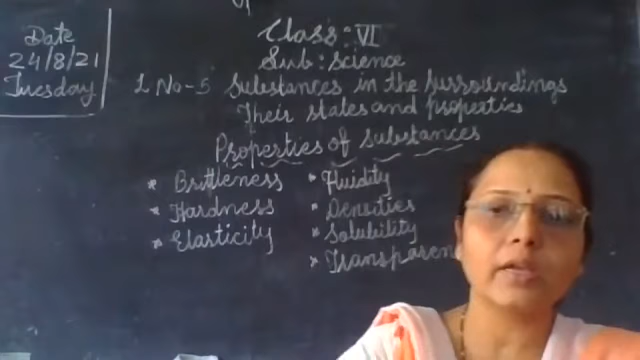 Date
24/8/21
Tuesday
Class: VI
Sub: Science
L No-5 Substances in the surroundings
Their states and properties
Properties of substances
* Brittleness
* Hardness
* Elasticity
* Fluidity
* Densities
* Solubility
* Transparen